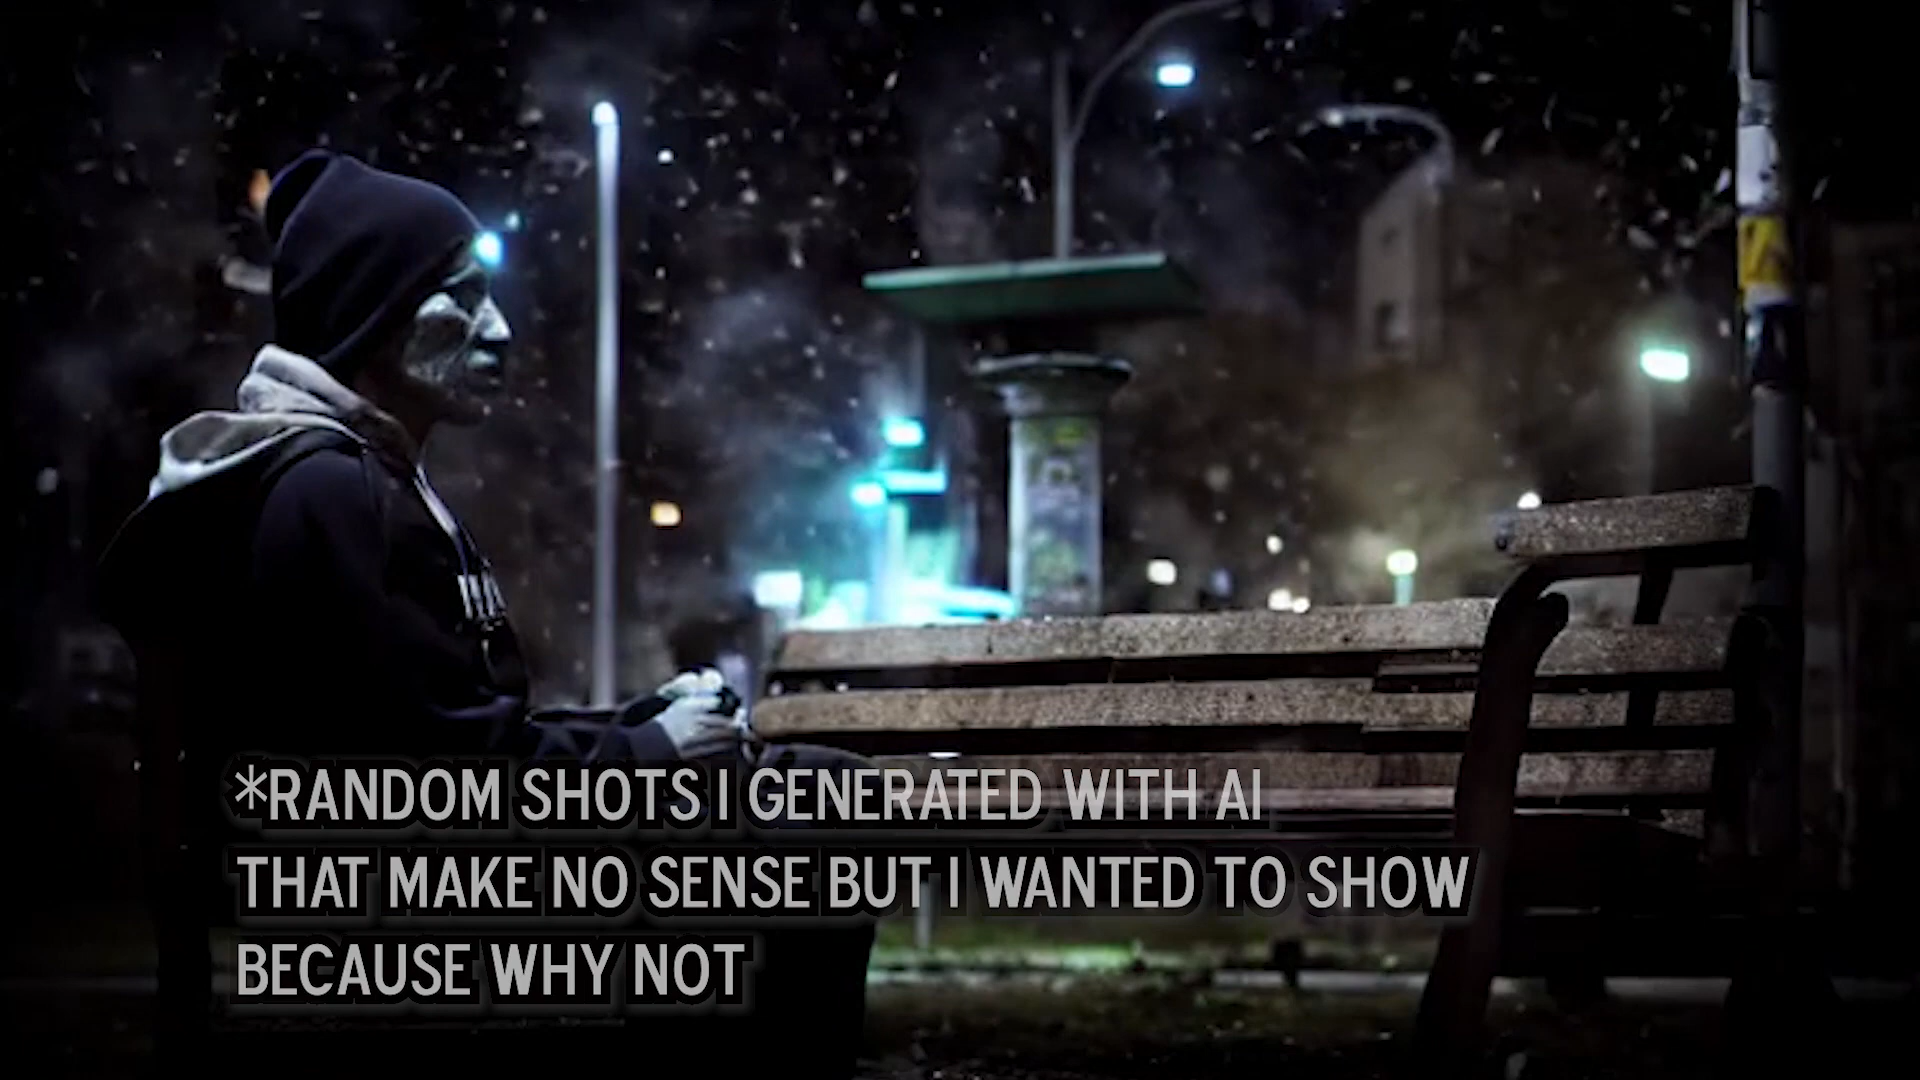 *RANDOM SHOTS I GENERATED WITH AI
THAT MAKE NO SENSE BUT I WANTED TO SHOW
BECAUSE WHY NOT